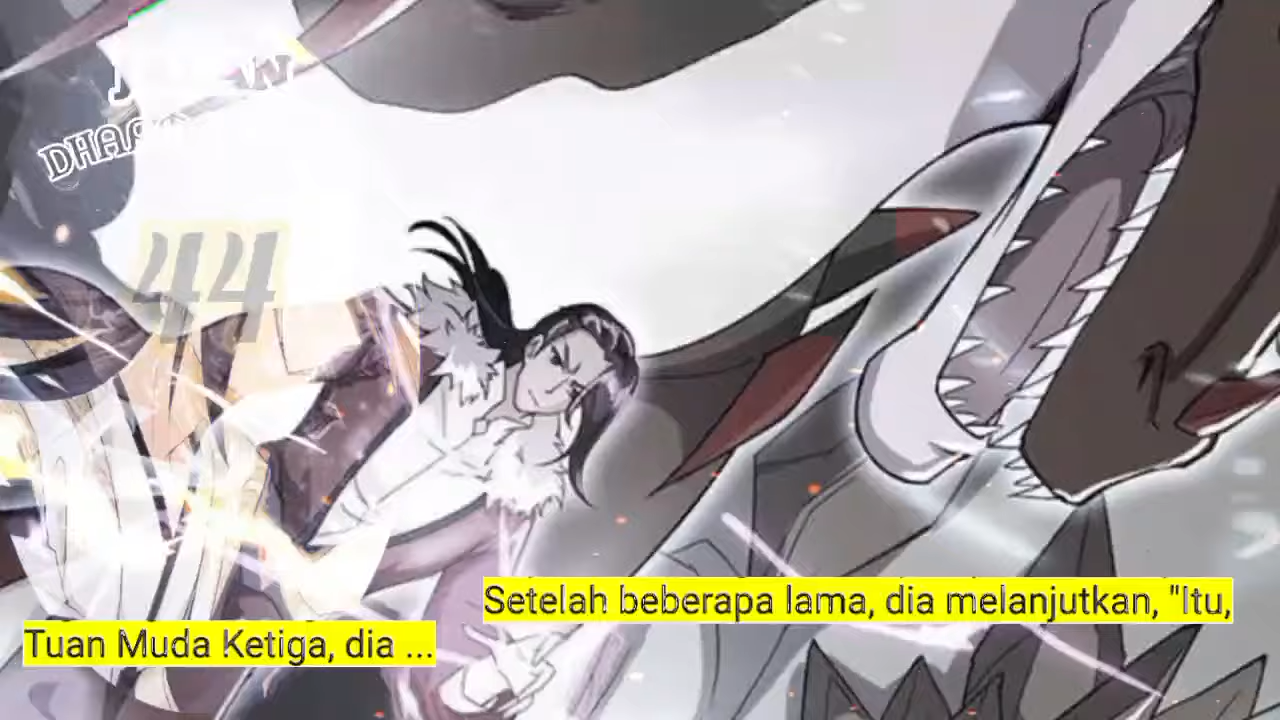 44
Setelah beberapa lama, dia melanjutkan, "Itu,
Tuan Muda Ketiga, dia ...